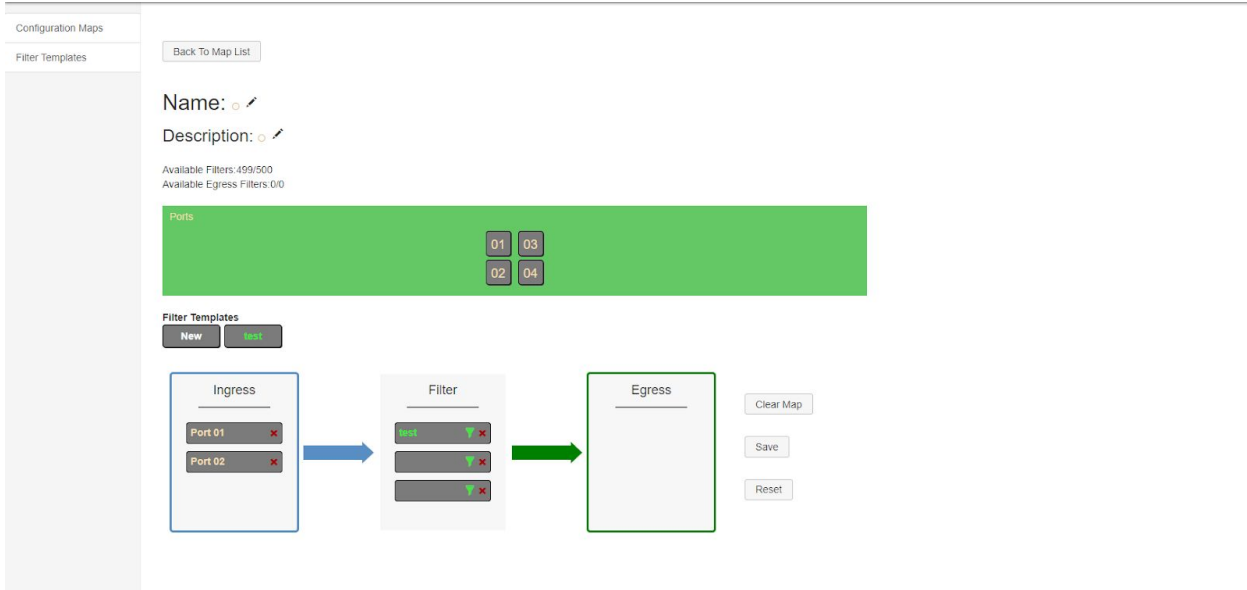 Configuration Maps
Filter Templates
Back To Map List
Name:
Description:
Available Filters:499/500
Available Egress Filters:0/0
Ports
01 03
02 04
Filter Templates
New test
Ingress
Port 01
Port 02
Filter
test
Egress
Clear Map
Save
Reset